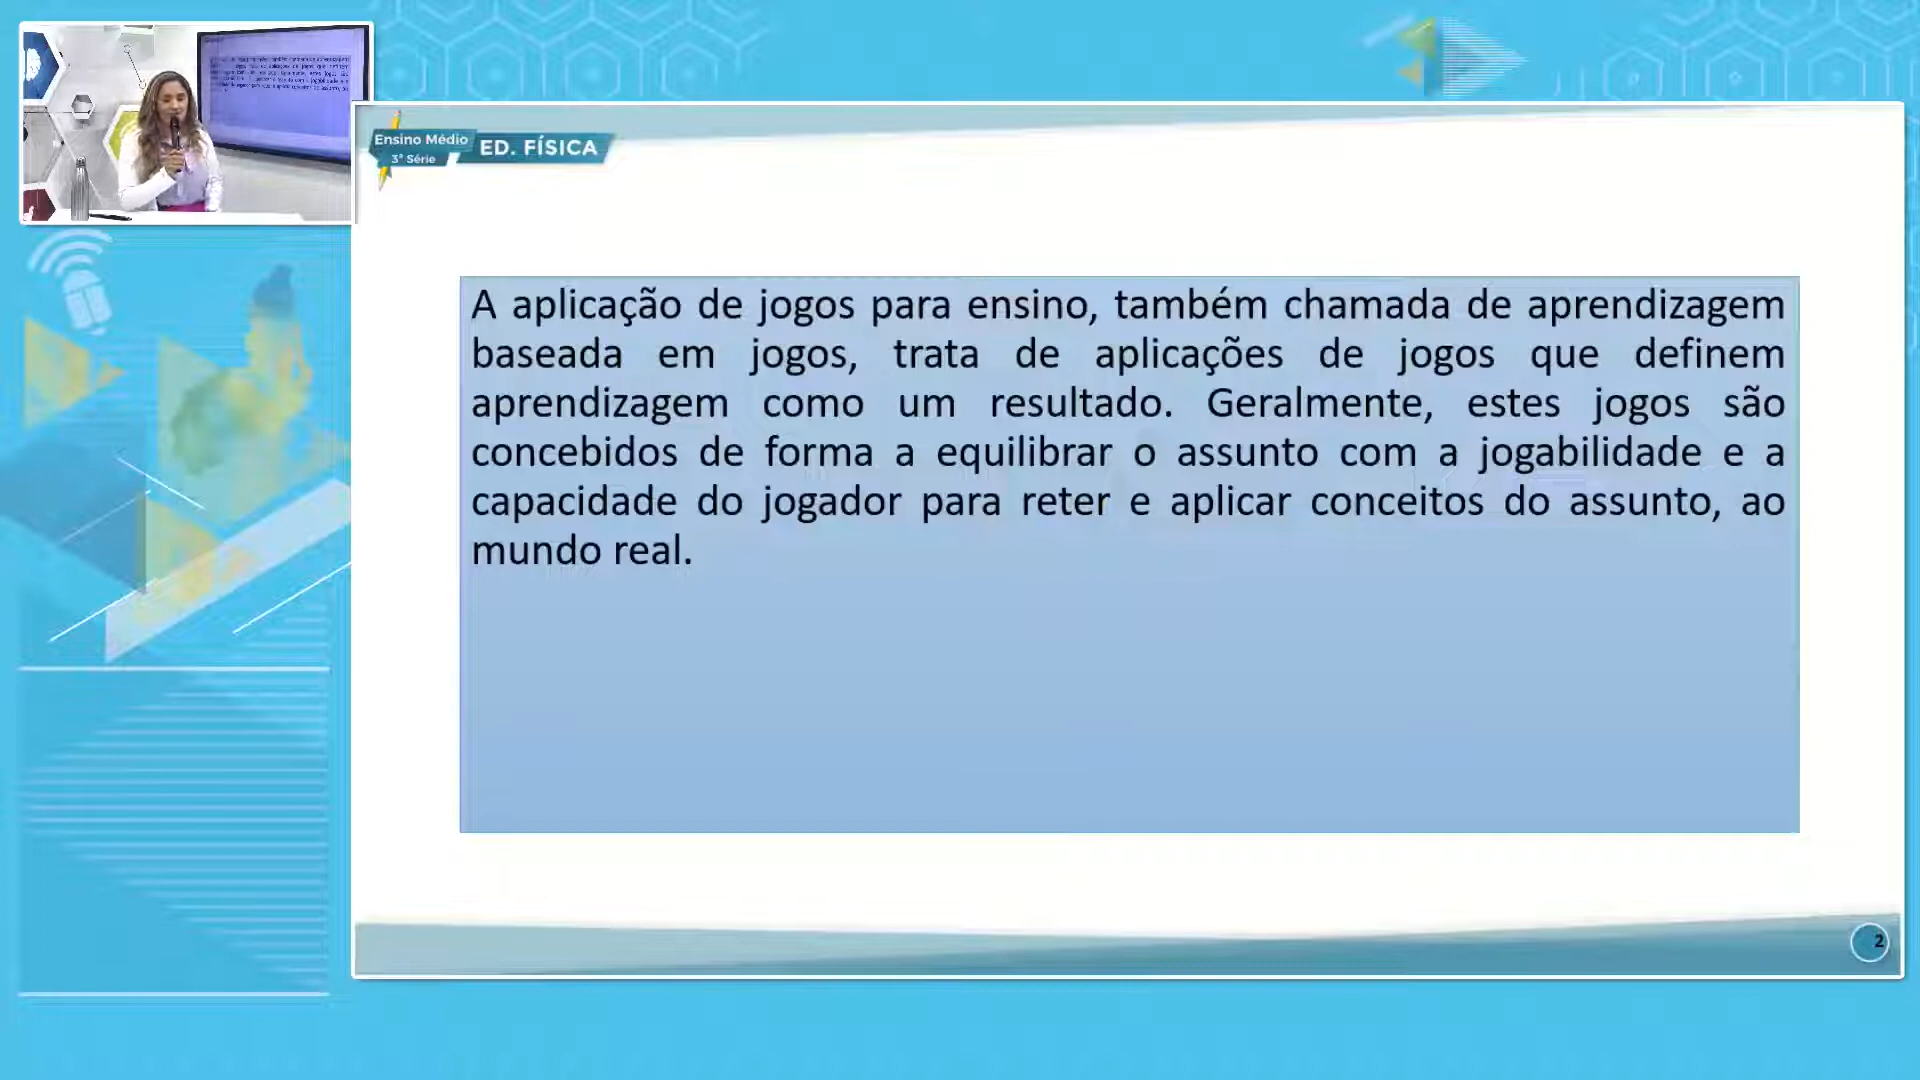 Ensino Médio
3ª Série
ED. FÍSICA
A aplicação de jogos para ensino, também chamada de aprendizagem
baseada em jogos, trata de aplicações de jogos que definem
aprendizagem como um resultado. Geralmente, estes jogos são
concebidos de forma a equilibrar o assunto com a jogabilidade e a
capacidade do jogador para reter e aplicar conceitos do assunto, ao
mundo real.
2